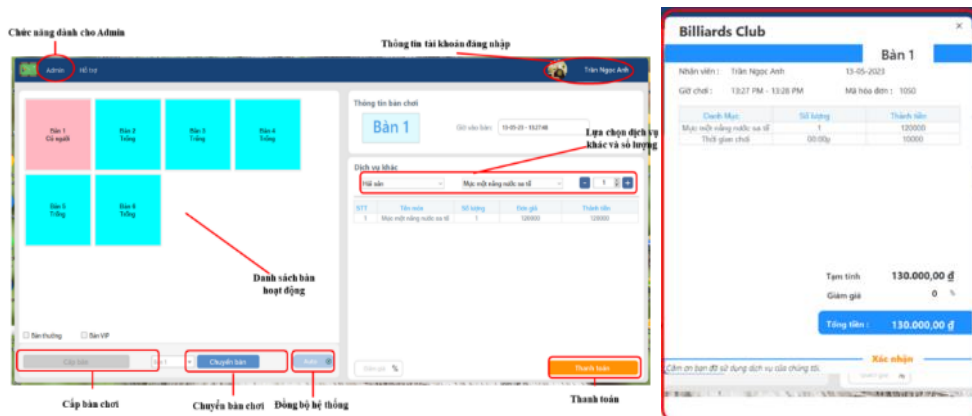 Chức năng dành cho Admin
Thông tin tài khoản đăng nhập
Admin
Hỗ trợ
Trần Ngọc Anh
Bàn 1
Có người
Bàn 2
Trống
Bàn 3
Trống
Bàn 4
Trống
Bàn 5
Trống
Bàn 6
Trống
Danh sách bàn
hoạt động
Bàn thường
Bàn VIP
Cấp bàn
Bàn 1
Chuyển bàn
Auto
Cấp bàn chơi
Chuyển bàn chơi
Đồng bộ hệ thống
Thông tin bàn chơi
Bàn 1
Giờ vào bàn:
Lựa chọn dịch vụ
khác và số lượng
Dịch vụ khác
Hải sản
Mực một nắng nước sa tế
- 1 +
STT Tên món Số lượng Đơn giá Thành tiền
1 Mực một nắng nước sa tế 1 120000 120000
Giảm giá %
Thanh toán
Thanh toán
Billiards Club
×
Bàn 1
Nhân viên : Trần Ngọc Anh 13-05-2023
Giờ chơi : 13:27 PM - 13:28 PM Mã hóa đơn : 1050
Danh Mục Số lượng Thành tiền
Mực một nắng nước sa tế 1 120000
Thời gian chơi 00:00p 10000
Tạm tính 130.000,00 đ
Giảm giá 0 %
Tổng tiền : 130.000,00 đ
Xác nhận
Cảm ơn bạn đã sử dụng dịch vụ của chúng tôi.